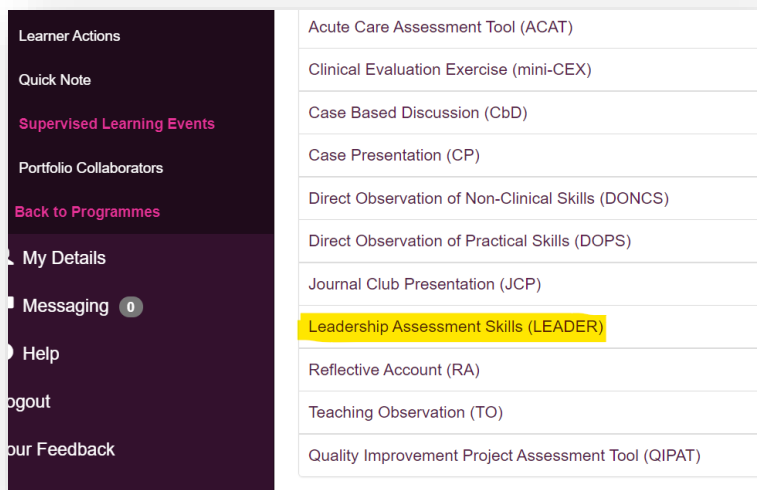 Learner Actions
Quick Note
Supervised Learning Events
Portfolio Collaborators
Back to Programmes
My Details
Messaging 0
Help
ogout
our Feedback
Acute Care Assessment Tool (ACAT)
Clinical Evaluation Exercise (mini-CEX)
Case Based Discussion (CbD)
Case Presentation (CP)
Direct Observation of Non-Clinical Skills (DONCS)
Direct Observation of Practical Skills (DOPS)
Journal Club Presentation (JCP)
Leadership Assessment Skills (LEADER)
Reflective Account (RA)
Teaching Observation (TO)
Quality Improvement Project Assessment Tool (QIPAT)